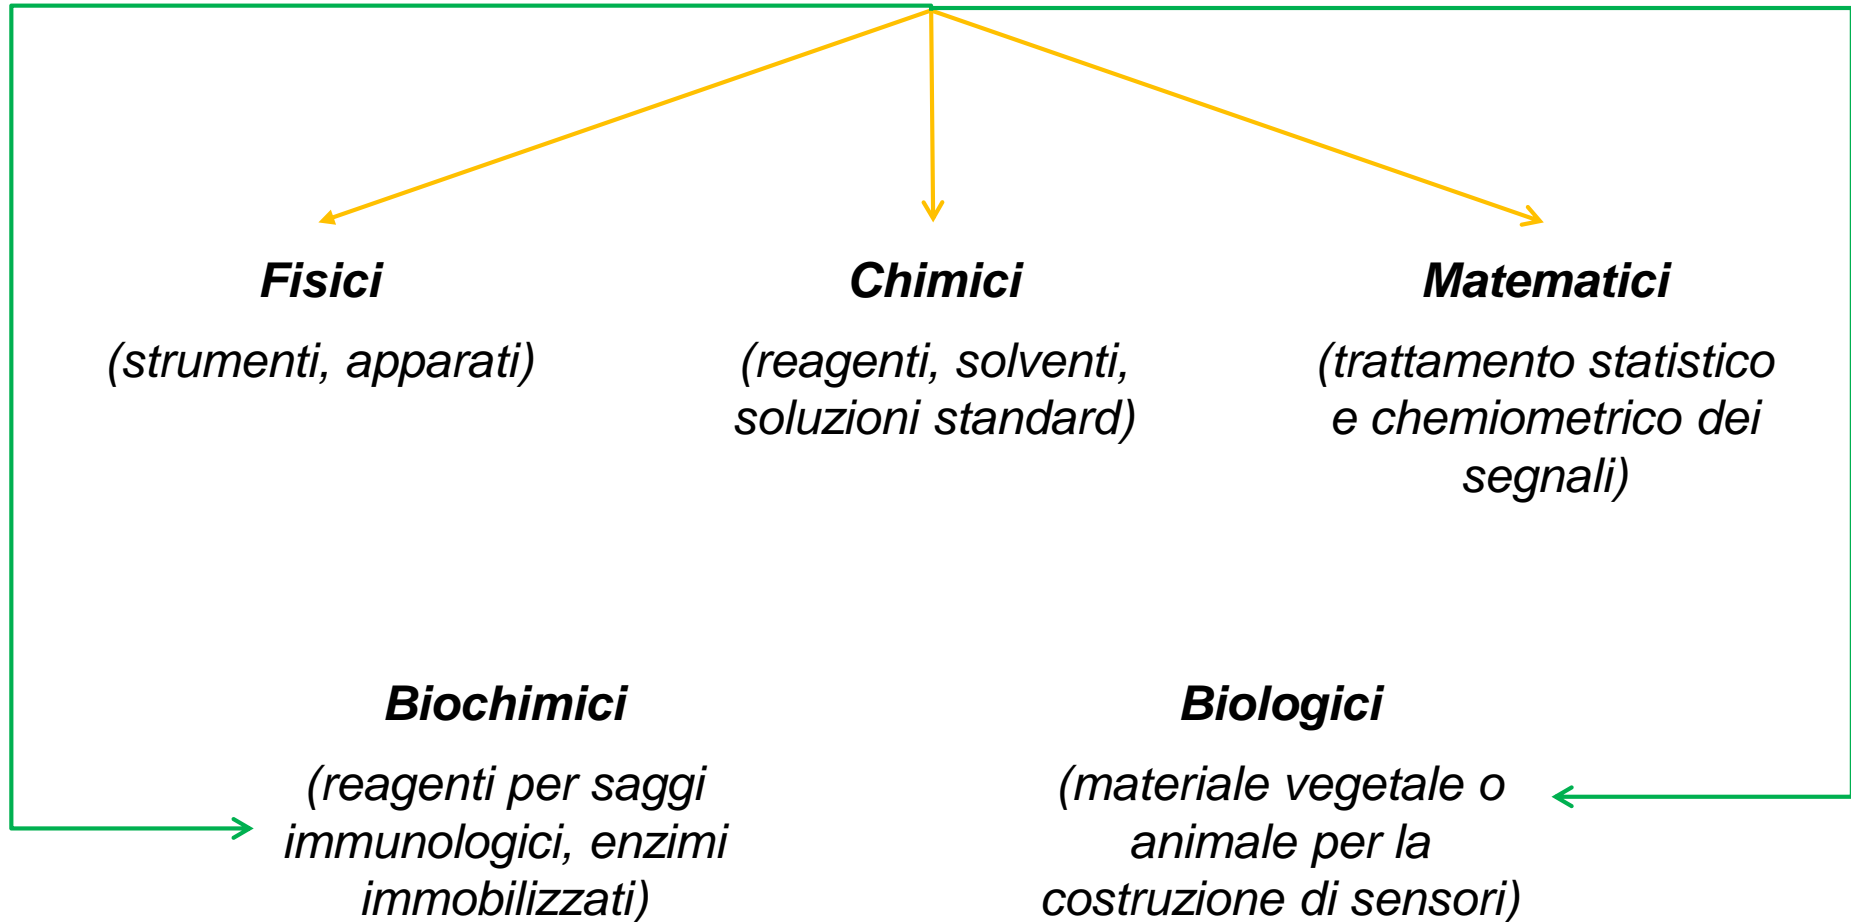 Fisici
(strumenti, apparati)
Chimici
(reagenti, solventi,
soluzioni standard)
Matematici
(trattamento statistico
e chemiometrico dei
segnali)
Biochimici
(reagenti per saggi
immunologici, enzimi
immobilizzati)
Biologici
(materiale vegetale o
animale per la
costruzione di sensori)